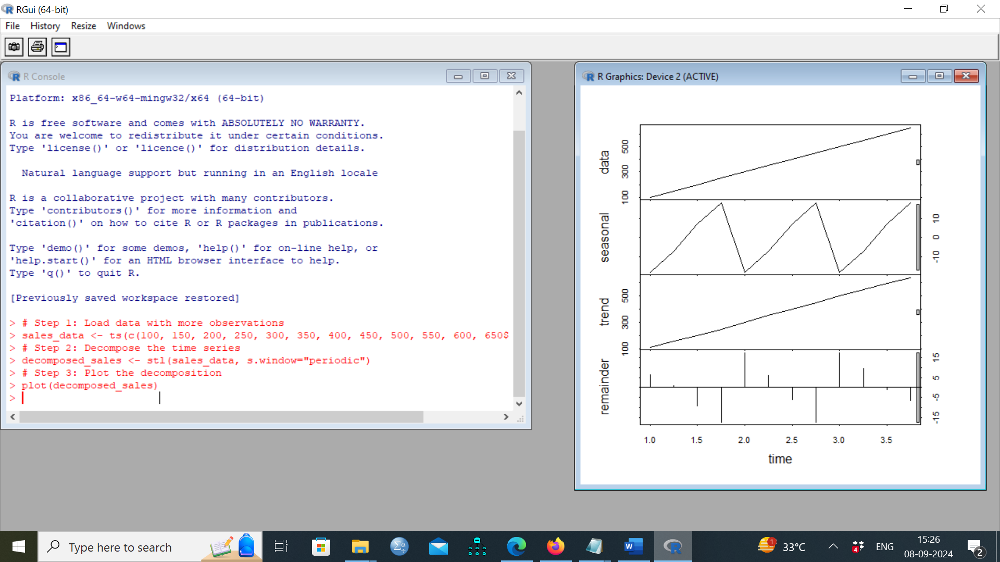 RGui (64-bit)
File History Resize Windows
R Console
Platform: x86_64-w64-mingw32/x64 (64-bit)
R is free software and comes with ABSOLUTELY NO WARRANTY.
You are welcome to redistribute it under certain conditions.
Type 'license()' or 'licence()' for distribution details.
Natural language support but running in an English locale
R is a collaborative project with many contributors.
Type 'contributors()' for more information and
'citation()' on how to cite R or R packages in publications.
Type 'demo()' for some demos, 'help()' for on-line help, or
'help.start()' for an HTML browser interface to help.
Type 'q()' to quit R.
[Previously saved workspace restored]
> # Step 1: Load data with more observations
> sales_data <- ts(c(100, 150, 200, 250, 300, 350, 400, 450, 500, 550, 600, 650$
> # Step 2: Decompose the time series
> decomposed_sales <- stl(sales_data, s.window="periodic")
> # Step 3: Plot the decomposition
> plot(decomposed_sales)
>
R Graphics: Device 2 (ACTIVE)
data
100 300 500
seasonal
-10 0 10
trend
100 300 500
remainder
-15 -5 5 15
1.0 1.5 2.0 2.5 3.0 3.5
time
Type here to search
Σα
W
R
1
33°C
4
ENG
15:26
08-09-2024
2